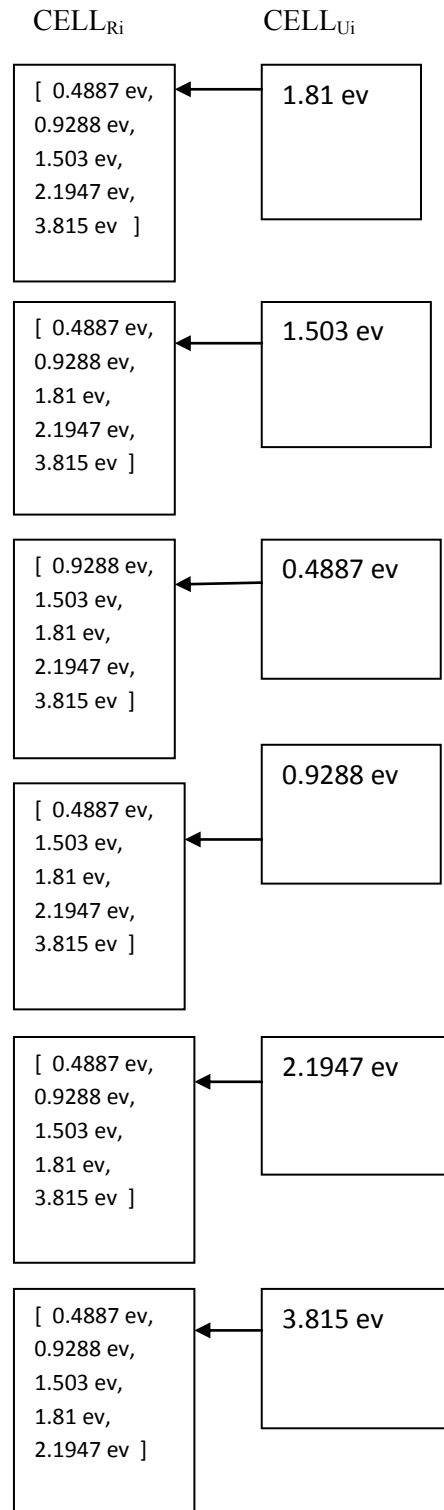 CELLRi CELLUi
[ 0.4887 ev,
0.9288 ev,
1.503 ev,
2.1947 ev,
3.815 ev ]
1.81 ev
[ 0.4887 ev,
0.9288 ev,
1.81 ev,
2.1947 ev,
3.815 ev ]
1.503 ev
[ 0.9288 ev,
1.503 ev,
1.81 ev,
2.1947 ev,
3.815 ev ]
0.4887 ev
[ 0.4887 ev,
1.503 ev,
1.81 ev,
2.1947 ev,
3.815 ev ]
0.9288 ev
[ 0.4887 ev,
0.9288 ev,
1.503 ev,
1.81 ev,
3.815 ev ]
2.1947 ev
[ 0.4887 ev,
0.9288 ev,
1.503 ev,
1.81 ev,
2.1947 ev ]
3.815 ev